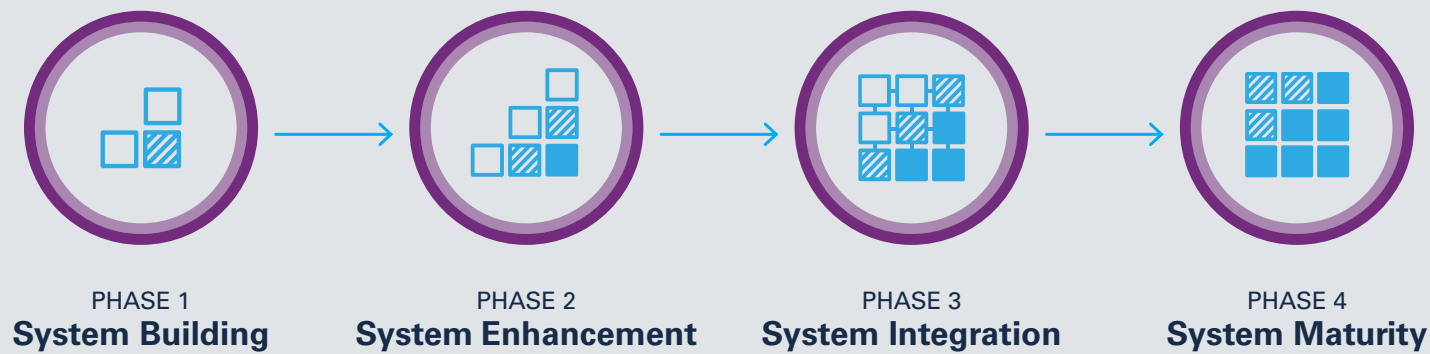 PHASE 1
System Building
PHASE 2
System Enhancement
PHASE 3
System Integration
PHASE 4
System Maturity